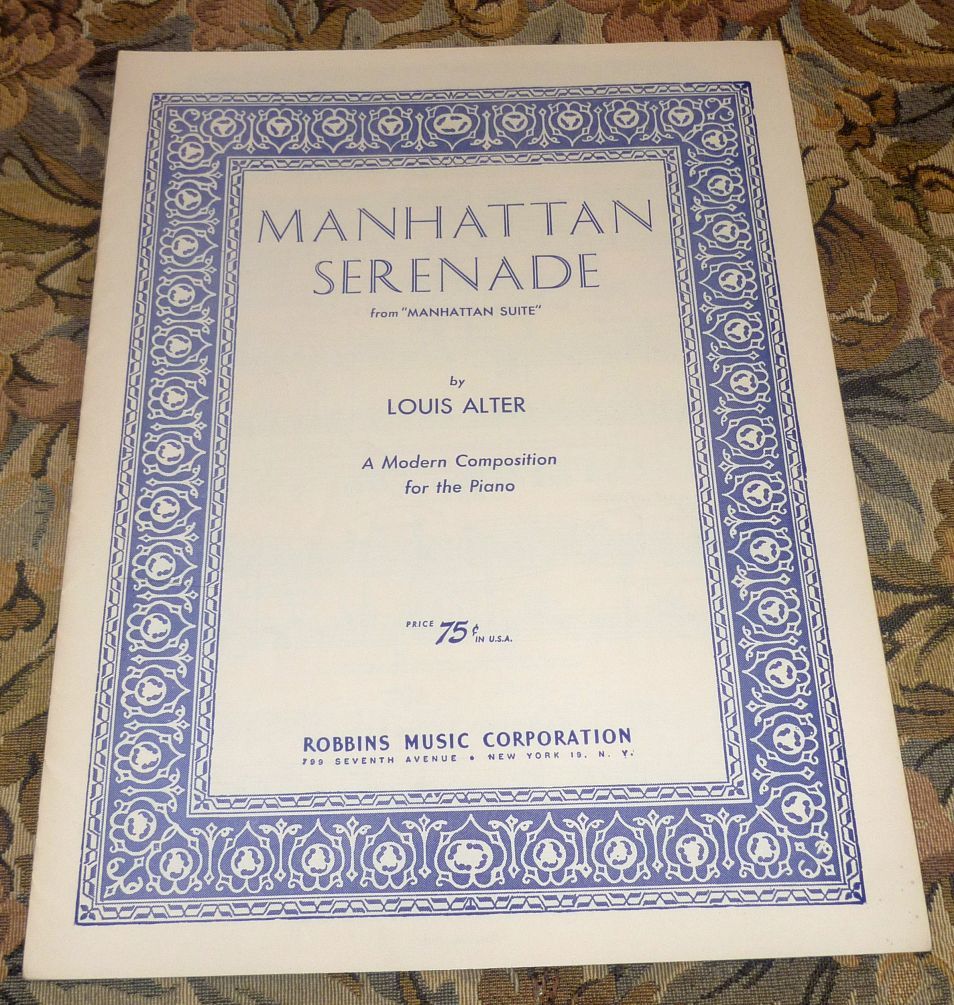 MANHATTAN
SERENADE
from "MANHATTAN SUITE"
by
LOUIS ALTER
A Modern Composition
for the Piano
PRICE 75¢ IN U.S.A.
ROBBINS MUSIC CORPORATION
799 SEVENTH AVENUE • NEW YORK 19, N. Y.